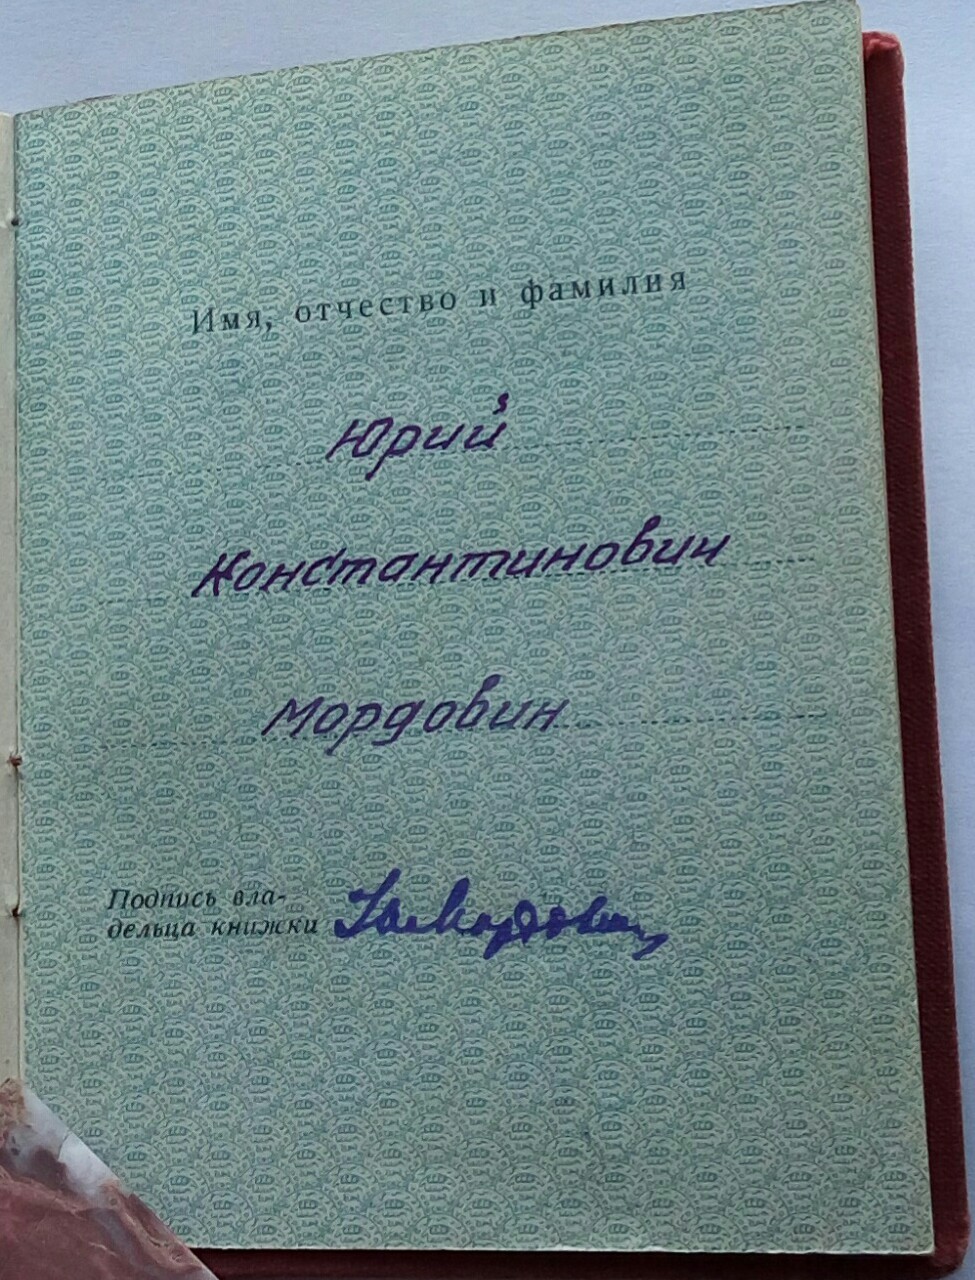 Имя, отчество и фамилия
Юрий
Константинович
Мордовин
Подпись вла-
дельца книжки